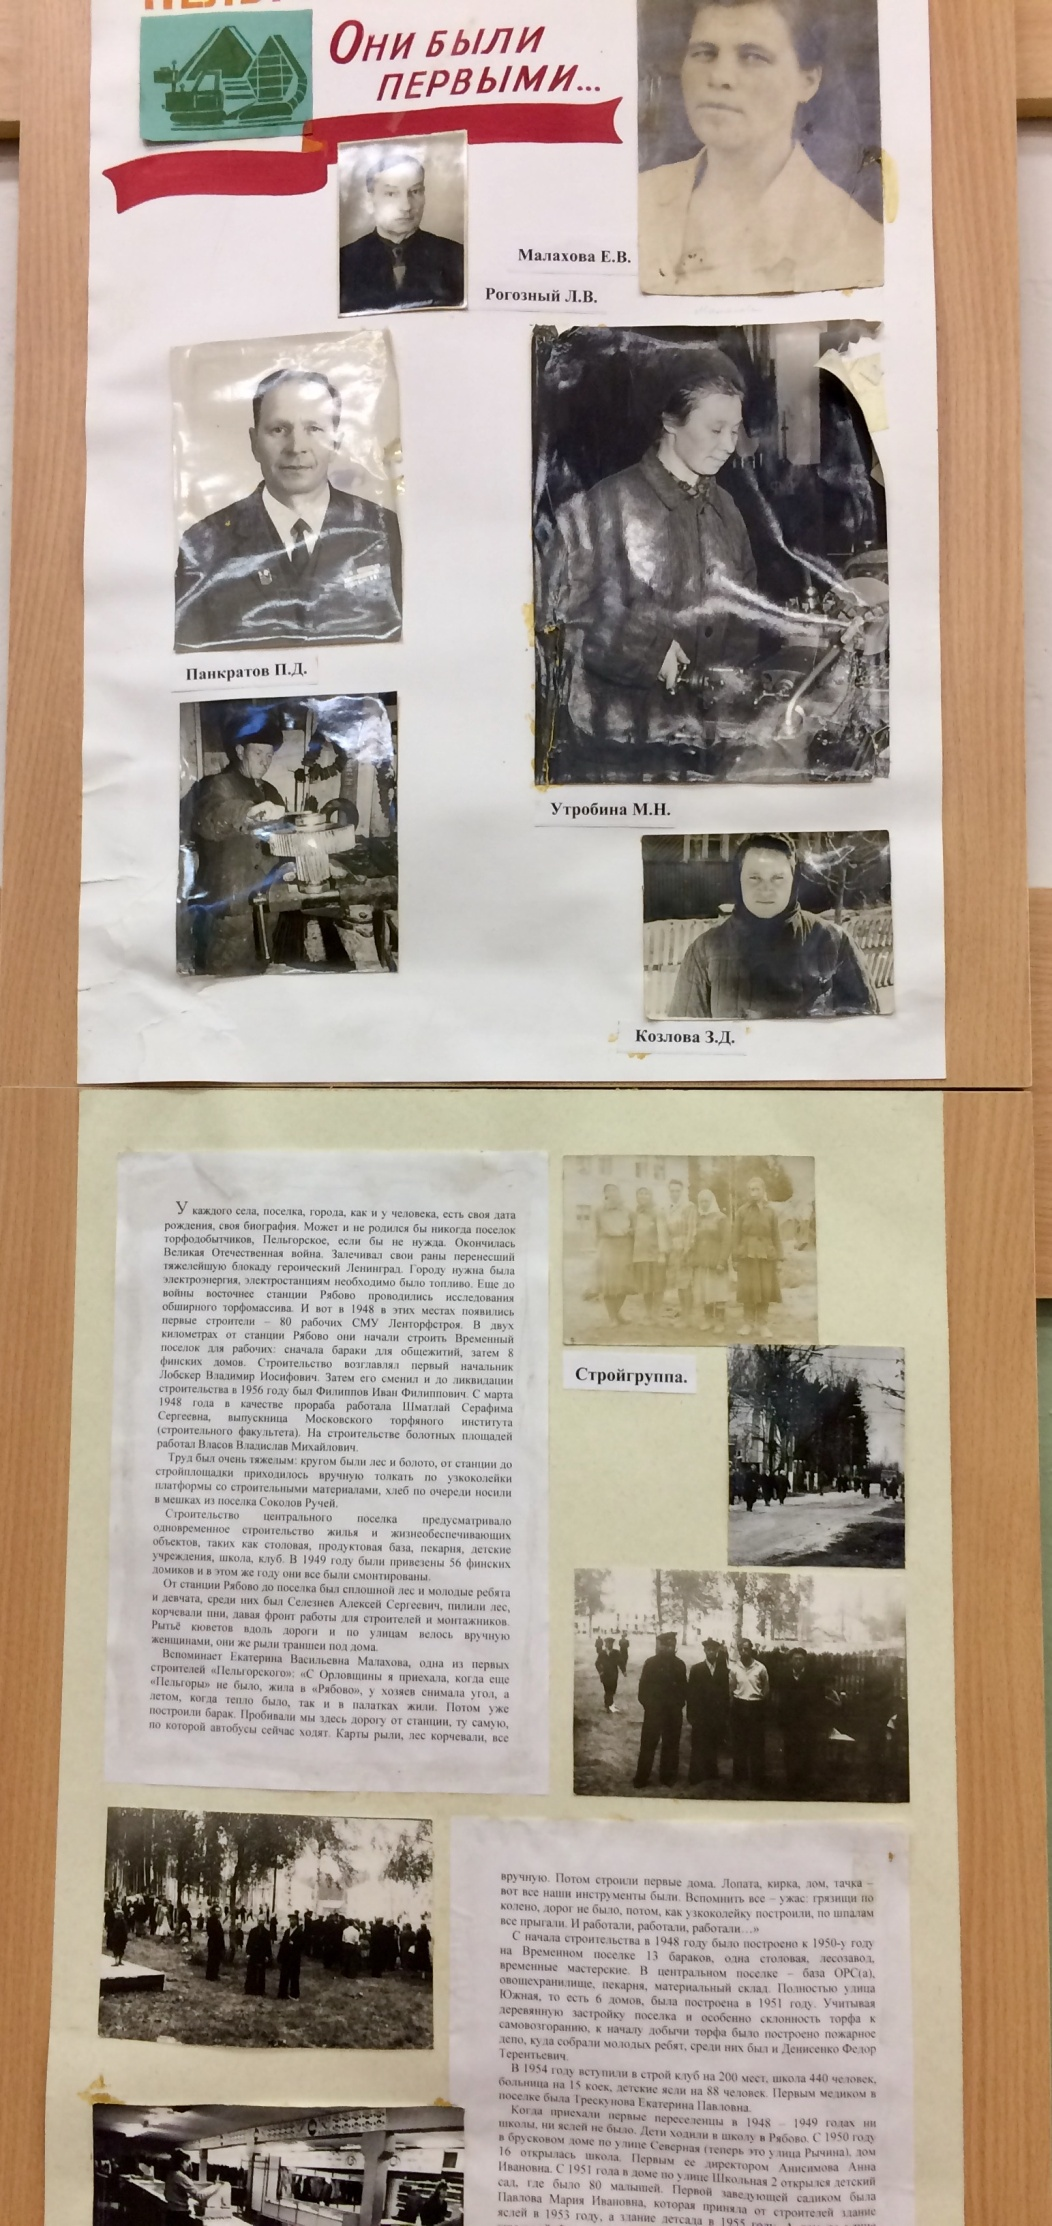 Они были
первыми...
Малахова Е.В.
Рогозный Л.В.
Панкратов П.Д.
Утробина М.Н.
Козлова З.Д.
У каждого села, поселка, города, как и у человека, есть своя дата
рождения, своя биография. Может и не родился бы никогда поселок
торфодобытчиков, Пельгорское, если бы не нужда. Окончилась
Великая Отечественная война. Залечивал свои раны перенесший
тяжелейшую блокаду героический Ленинград. Городу нужна была
электроэнергия, электростанциям необходимо было топливо. Еще до
войны восточнее станции Рябово проводились исследования
обширного торфомассива. И вот в 1948 в этих местах появились
первые строители – 80 рабочих СМУ Ленторфстроя. В двух
километрах от станции Рябово они начали строить Временный
поселок для рабочих: сначала бараки для общежитий, затем 8
финских домов. Строительство возглавлял первый начальник
Лобскер Владимир Иосифович. Затем его сменил и до ликвидации
строительства в 1956 году был Филиппов Иван Филиппович. С марта
1948 года в качестве прораба работала Шматлай Серафима
Сергеевна, выпускница Московского торфяного института
(строительного факультета). На строительстве болотных площадей
работал Власов Владислав Михайлович.
Труд был очень тяжелым: кругом были лес и болото, от станции до
стройплощадки приходилось вручную толкать по узкоколейки
платформы со строительными материалами, хлеб по очереди носили
в мешках из поселка Соколов Ручей.
Строительство центрального поселка предусматривало
одновременное строительство жилья и жизнеобеспечивающих
объектов, таких как столовая, продуктовая база, пекарня, детские
учреждения, школа, клуб. В 1949 году были привезены 56 финских
домиков и в этом же году они все были смонтированы.
От станции Рябово до поселка был сплошной лес и молодые ребята
и девчата, среди них был Селезнев Алексей Сергеевич, пилили лес,
корчевали пни, давая фронт работы для строителей и монтажников.
Рытьё кюветов вдоль дороги и по улицам велось вручную
женщинами, они же рыли траншеи под дома.
Вспоминает Екатерина Васильевна Малахова, одна из первых
строителей «Пельгорского»: «С Орловщины я приехала, когда еще
«Пельгоры» не было, жила в «Рябово», у хозяев снимала угол, а
летом, когда тепло было, так и в палатках жили. Потом уже
построили барак. Пробивали мы здесь дорогу от станции, ту самую,
по которой автобусы сейчас ходят. Карты рыли, лес корчевали, все
Стройгруппа.
вручную. Потом строили первые дома. Лопата, кирка, лом, тачка –
вот все наши инструменты были. Вспомнить все – ужас: грязищи по
колено, дорог не было, потом, как узкоколейку построили, по шпалам
все прыгали. И работали, работали, работали…»
С начала строительства в 1948 году было построено к 1950-у году
на Временном поселке 13 бараков, одна столовая, лесозавод,
временные мастерские. В центральном поселке – база ОРС(а),
овощехранилище, пекарня, материальный склад. Полностью улица
Южная, то есть 6 домов, была построена в 1951 году. Учитывая
деревянную застройку поселка и особенно склонность торфа к
самовозгоранию, к началу добычи торфа было построено пожарное
депо, куда собрали молодых ребят, среди них был и Денисенко Федор
Терентьевич.
В 1954 году вступили в строй клуб на 200 мест, школа 440 человек,
больница на 15 коек, детские ясли на 88 человек. Первым медиком в
поселке была Трескунова Екатерина Павловна.
Когда приехали первые переселенцы в 1948 – 1949 годах ни
школы, ни яслей не было. Дети ходили в школу в Рябово. С 1950 году
в брусковом доме по улице Северная (теперь это улица Рычина), дом
16 открылась школа. Первым ее директором Анисимова Анна
Ивановна. С 1951 года в доме по улице Школьная 2 открылся детский
сад, где было 80 малышей. Первой заведующей садиком была
Павлова Мария Ивановна, которая приняла от строителей здание
яслей в 1953 году, а здание детсада в 1955